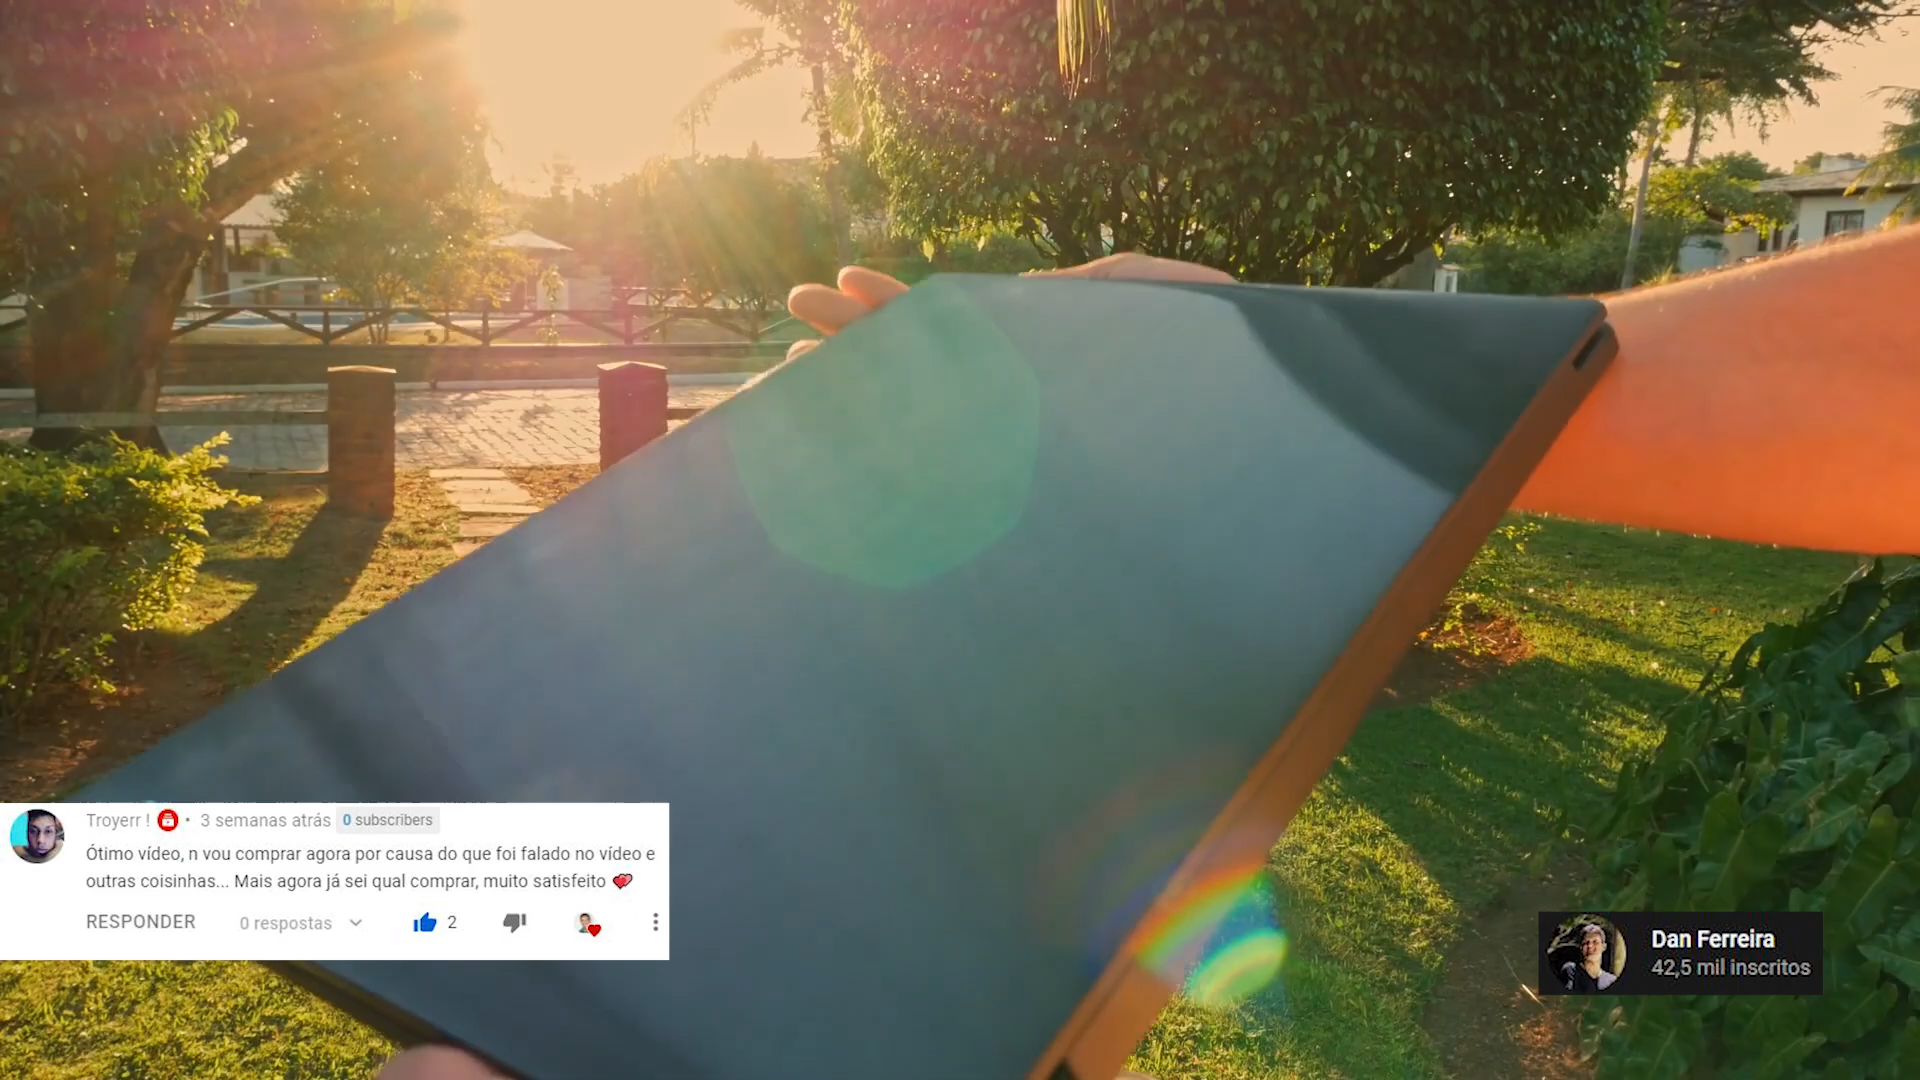 Troyerr ! • 3 semanas atrás 0 subscribers
Ótimo vídeo, n vou comprar agora por causa do que foi falado no vídeo e
outras coisinhas... Mais agora já sei qual comprar, muito satisfeito 💕
RESPONDER 0 respostas 2
Dan Ferreira
42,5 mil inscritos